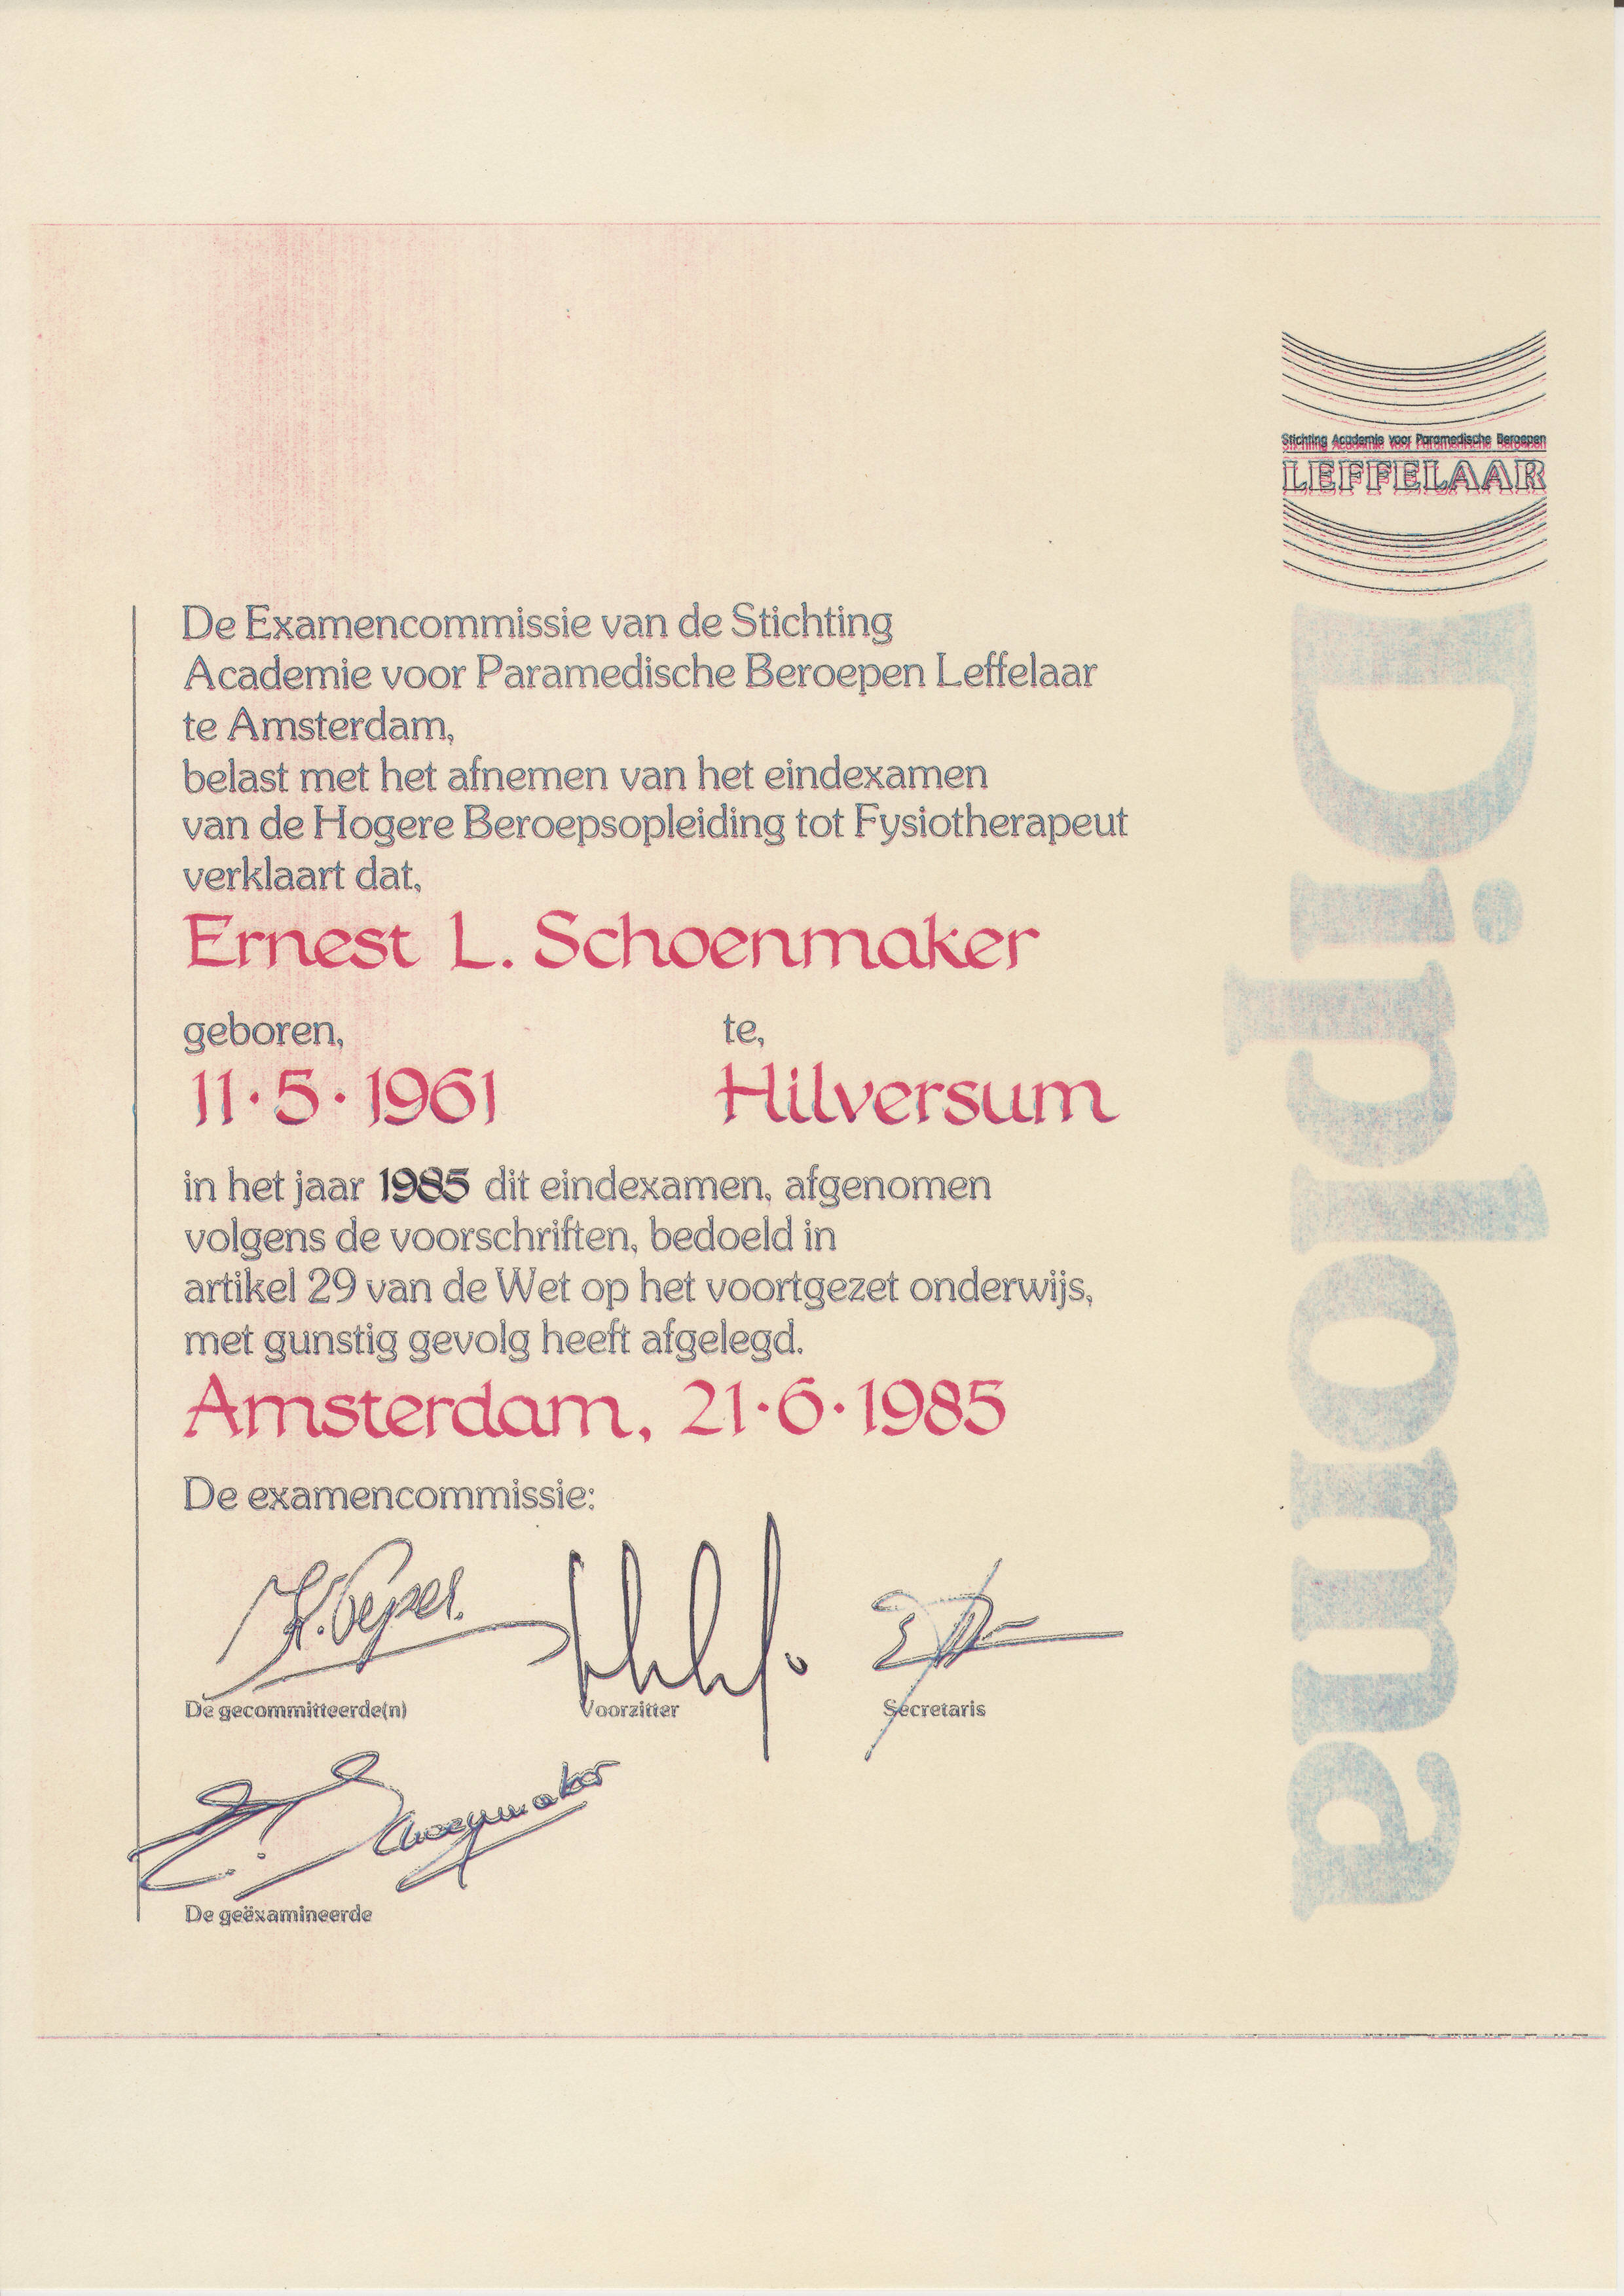 Stichting Academie voor Paramedische Beroepen
LEFFELAAR
Diploma
De Examencommissie van de Stichting
Academie voor Paramedische Beroepen Leffelaar
te Amsterdam,
belast met het afnemen van het eindexamen
van de Hogere Beroepsopleiding tot Fysiotherapeut
verklaart dat,
Ernest L. Schoenmaker
geboren, te,
11·5·1961 Hilversum
in het jaar 1985 dit eindexamen, afgenomen
volgens de voorschriften, bedoeld in
artikel 29 van de Wet op het voortgezet onderwijs,
met gunstig gevolg heeft afgelegd.
Amsterdam, 21·6·1985
De examencommissie:
De gecommitteerde(n) Voorzitter Secretaris
E. Schoenmaker
De geëxamineerde